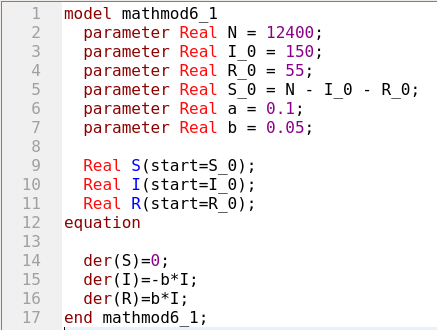 1 model mathmod6_1
2   parameter Real N = 12400;
3   parameter Real I_0 = 150;
4   parameter Real R_0 = 55;
5   parameter Real S_0 = N - I_0 - R_0;
6   parameter Real a = 0.1;
7   parameter Real b = 0.05;
8
9   Real S(start=S_0);
10   Real I(start=I_0);
11   Real R(start=R_0);
12 equation
13
14   der(S)=0;
15   der(I)=-b*I;
16   der(R)=b*I;
17 end mathmod6_1;